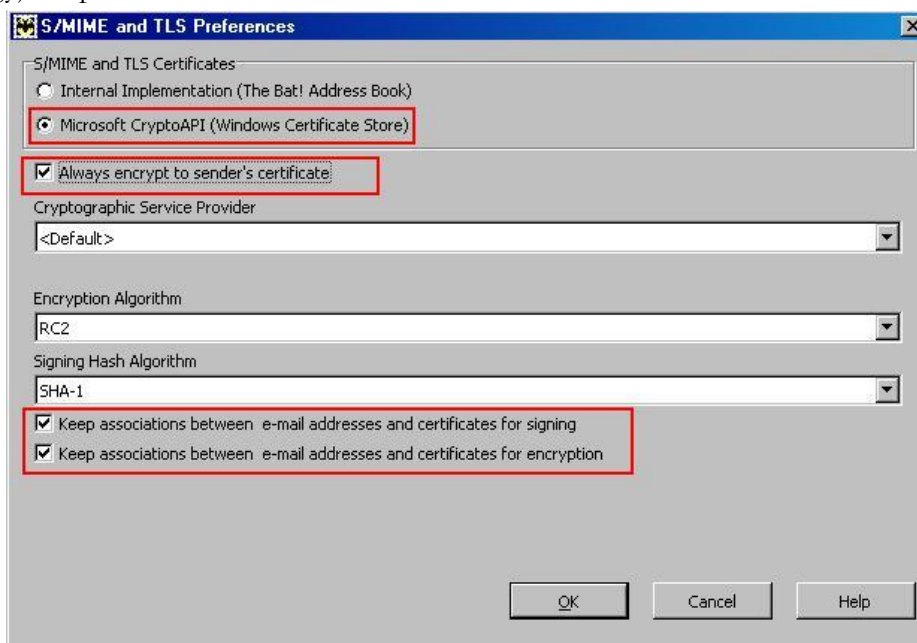 S/MIME and TLS Preferences
S/MIME and TLS Certificates
Internal Implementation (The Bat! Address Book)
Microsoft CryptoAPI (Windows Certificate Store)
Always encrypt to sender's certificate
Cryptographic Service Provider
<Default>
Encryption Algorithm
RC2
Signing Hash Algorithm
SHA-1
Keep associations between e-mail addresses and certificates for signing
Keep associations between e-mail addresses and certificates for encryption
OK Cancel Help